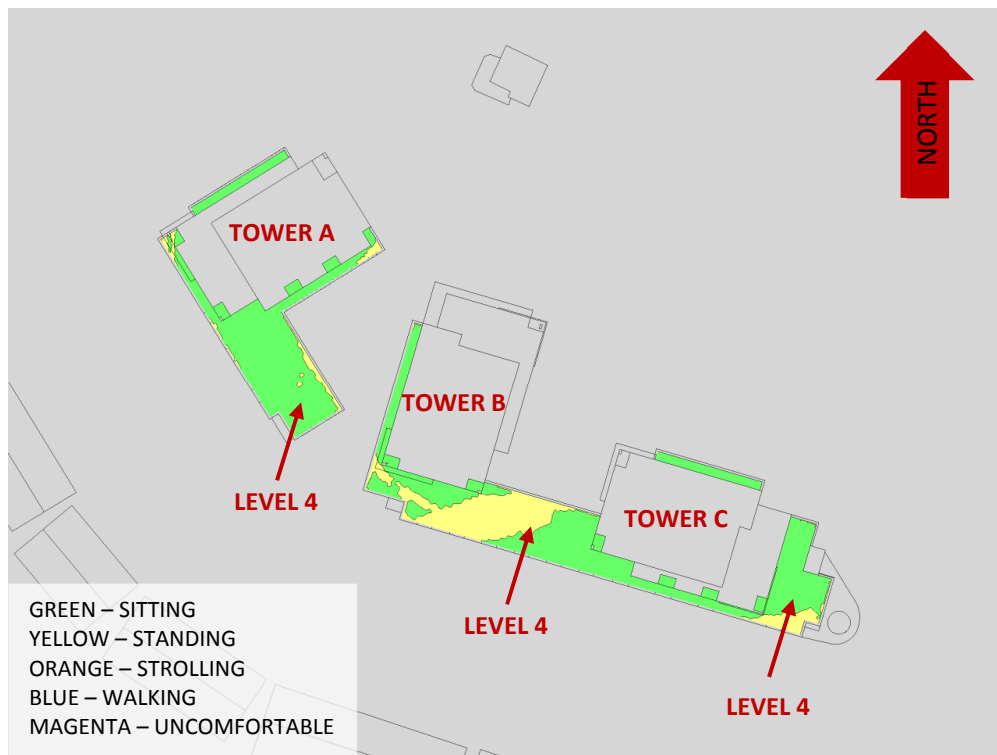 NORTH
TOWER A
TOWER B
LEVEL 4
TOWER C
LEVEL 4
LEVEL 4
GREEN – SITTING
YELLOW – STANDING
ORANGE – STROLLING
BLUE – WALKING
MAGENTA – UNCOMFORTABLE